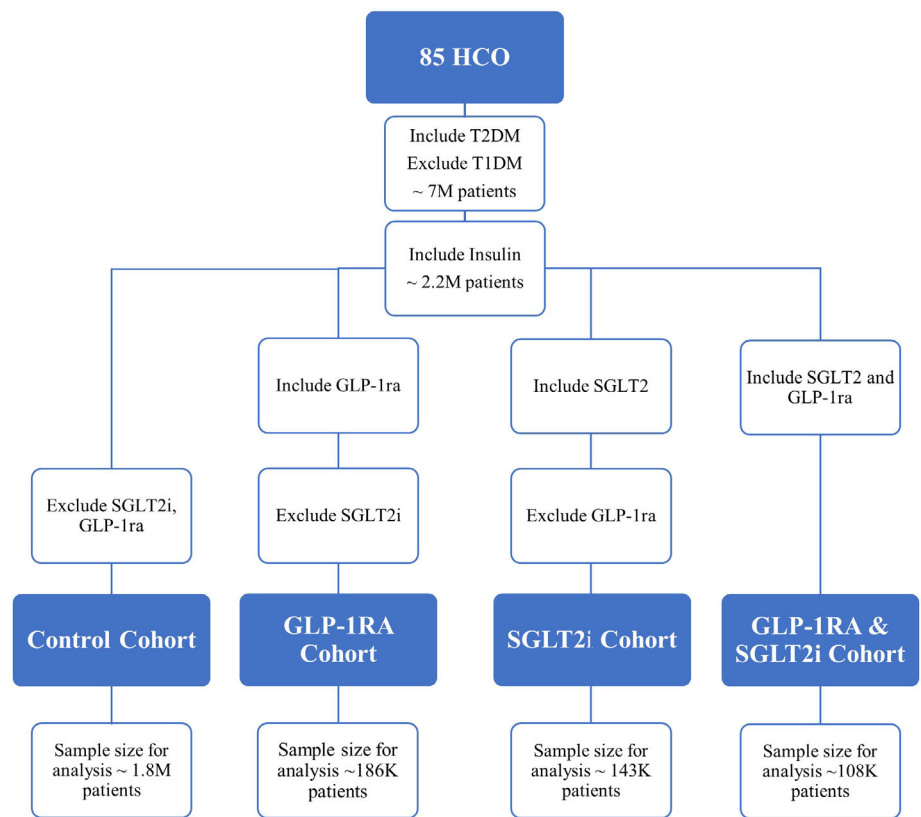 85 HCO
Include T2DM
Exclude T1DM
~ 7M patients
Include Insulin
~ 2.2M patients
Include GLP-1ra
Include SGLT2
Include SGLT2 and
GLP-1ra
Exclude SGLT2i,
GLP-1ra
Exclude SGLT2i
Exclude GLP-1ra
Control Cohort
GLP-1RA
Cohort
SGLT2i Cohort
GLP-1RA &
SGLT2i Cohort
Sample size for
analysis ~ 1.8M
patients
Sample size for
analysis ~186K
patients
Sample size for
analysis ~ 143K
patients
Sample size for
analysis ~108K
patients